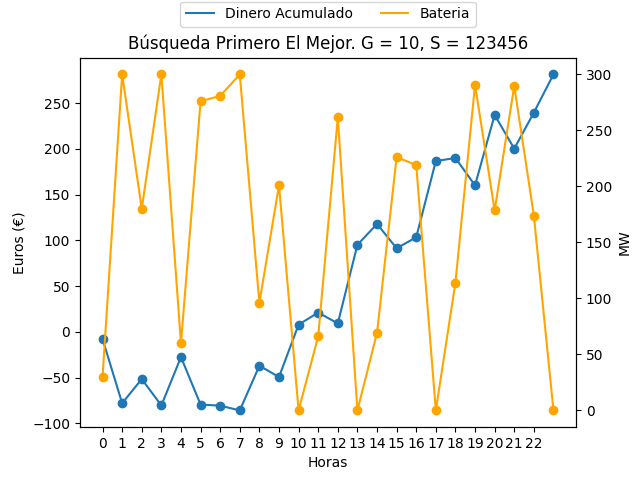 Dinero Acumulado Bateria
Búsqueda Primero El Mejor. G = 10, S = 123456
Euros (€)
250
200
150
100
50
0
−50
−100
300
250
200
150
100
50
0
MW
0 1 2 3 4 5 6 7 8 9 10 11 12 13 14 15 16 17 18 19 20 21 22
Horas